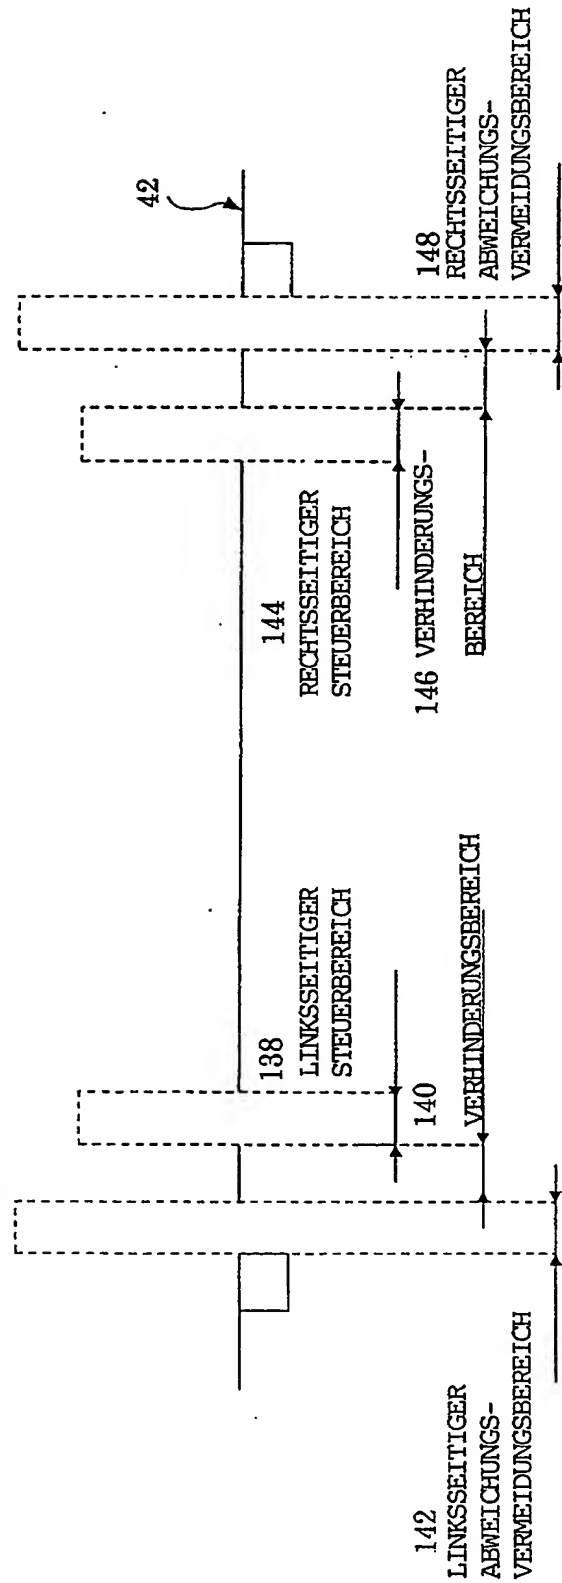 42
142
LINKSSEITIGER
ABWEICHUNGS-
VERMEIDUNGSBEREICH
138
LINKSSEITIGER
STEUERBEREICH
140
VERHINDERUNGSBEREICH
144
RECHTSSEITIGER
STEUERBEREICH
146 VERHINDERUNGS-
BEREICH
148
RECHTSSEITIGER
ABWEICHUNGS-
VERMEIDUNGSBEREICH